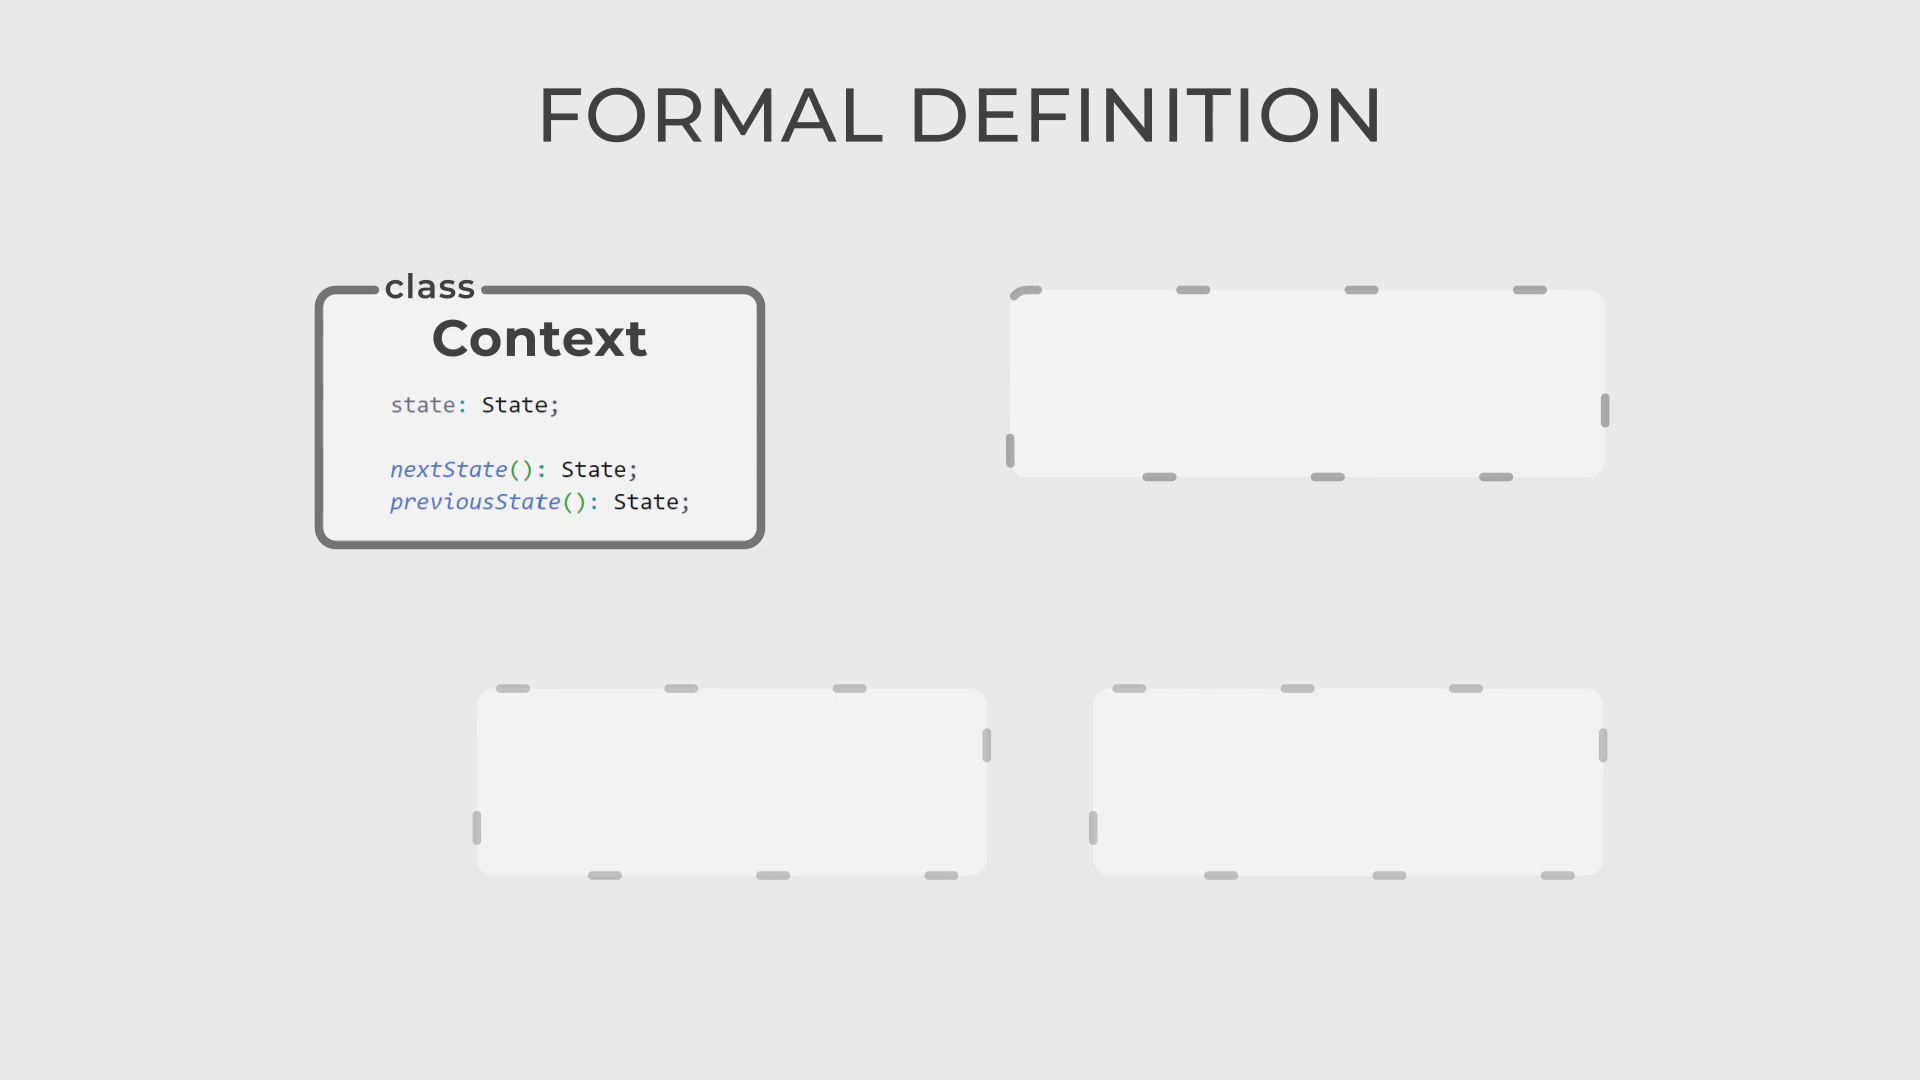 FORMAL DEFINITION
class
Context
state: State;
nextState(): State;
previousState(): State;